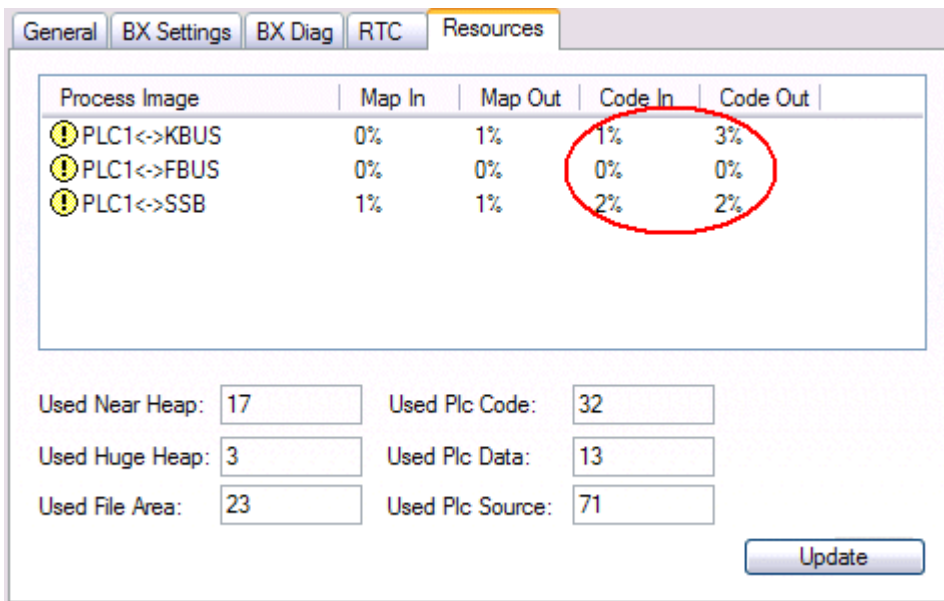 General BX Settings BX Diag RTC Resources
Process Image Map In Map Out Code In Code Out
PLC1<->KBUS 0% 1% 1% 3%
PLC1<->FBUS 0% 0% 0% 0%
PLC1<->SSB 1% 1% 2% 2%
Used Near Heap: 17 Used Plc Code: 32
Used Huge Heap: 3 Used Plc Data: 13
Used File Area: 23 Used Plc Source: 71
Update